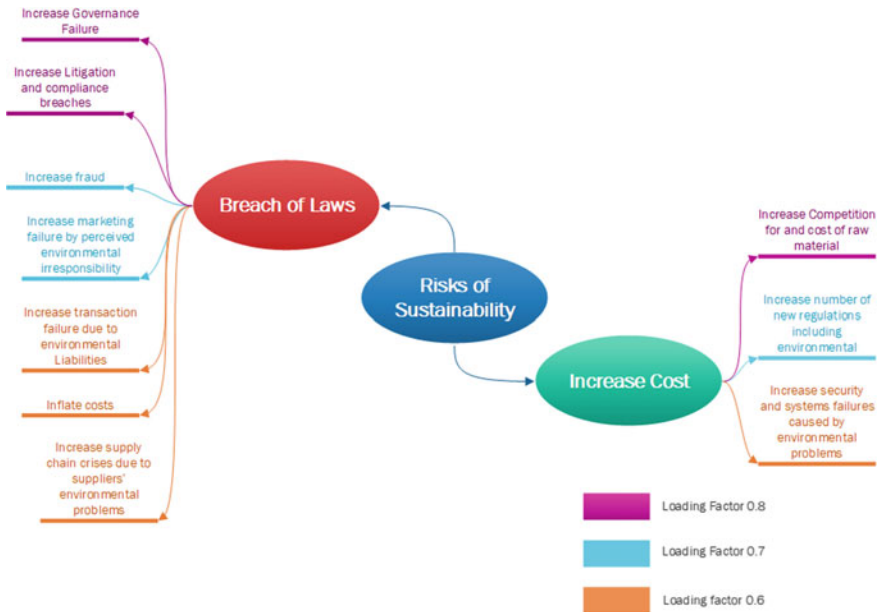 Increase Governance
Failure
Increase Litigation
and compliance
breaches
Increase fraud
Increase marketing
failure by perceived
environmental
irresponsibility
Increase transaction
failure due to
environmental
Liabilities
Inflate costs
Increase supply
chain crises due to
suppliers'
environmental
problems
Breach of Laws
Risks of
Sustainability
Increase Cost
Increase Competition
for and cost of raw
material
Increase number of
new regulations
including
environmental
Increase security
and systems failures
caused by
environmental
problems
Loading Factor 0.8
Loading Factor 0.7
Loading factor 0.6